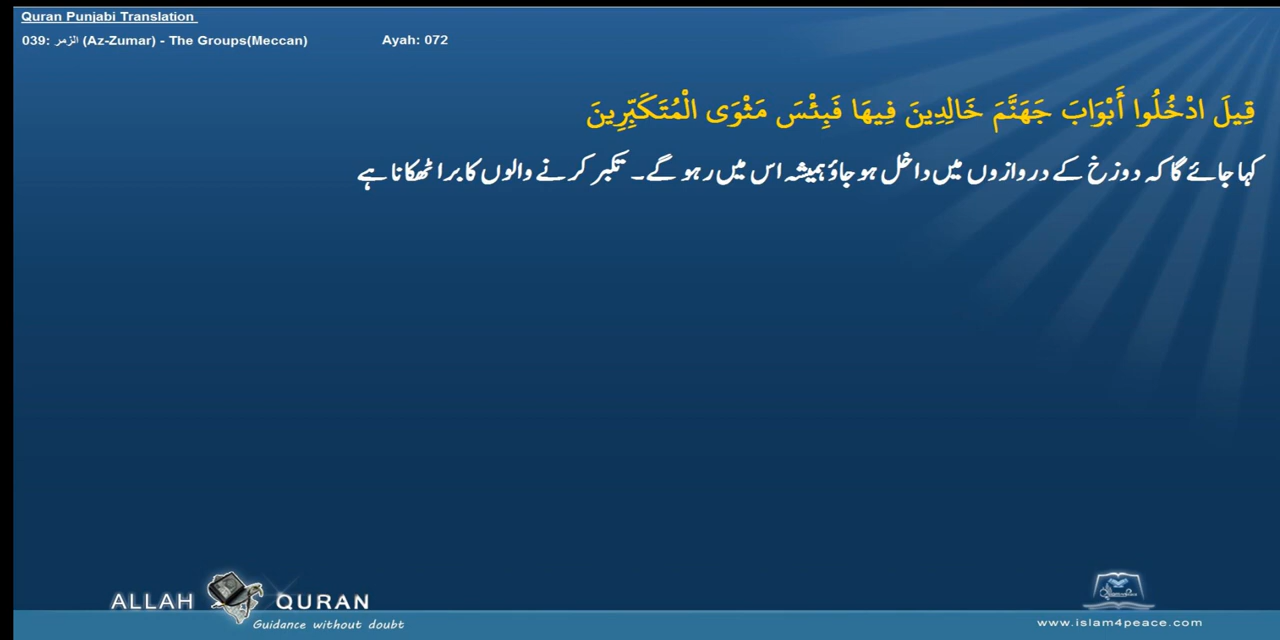 Quran Punjabi Translation
039: الزمر (Az-Zumar) - The Groups(Meccan) Ayah: 072
قِيلَ ادْخُلُوا أَبْوَابَ جَهَنَّمَ خَالِدِينَ فِيهَا فَبِئْسَ مَثْوَى الْمُتَكَبِّرِينَ
کہا جائے گا کہ دوزخ کے دروازوں میں داخل ہو جاؤ ہمیشہ اس میں رہو گے۔ تکبر کرنے والوں کا برا ٹھکانا ہے
ALLAH QURAN
Guidance without doubt
www.islam4peace.com